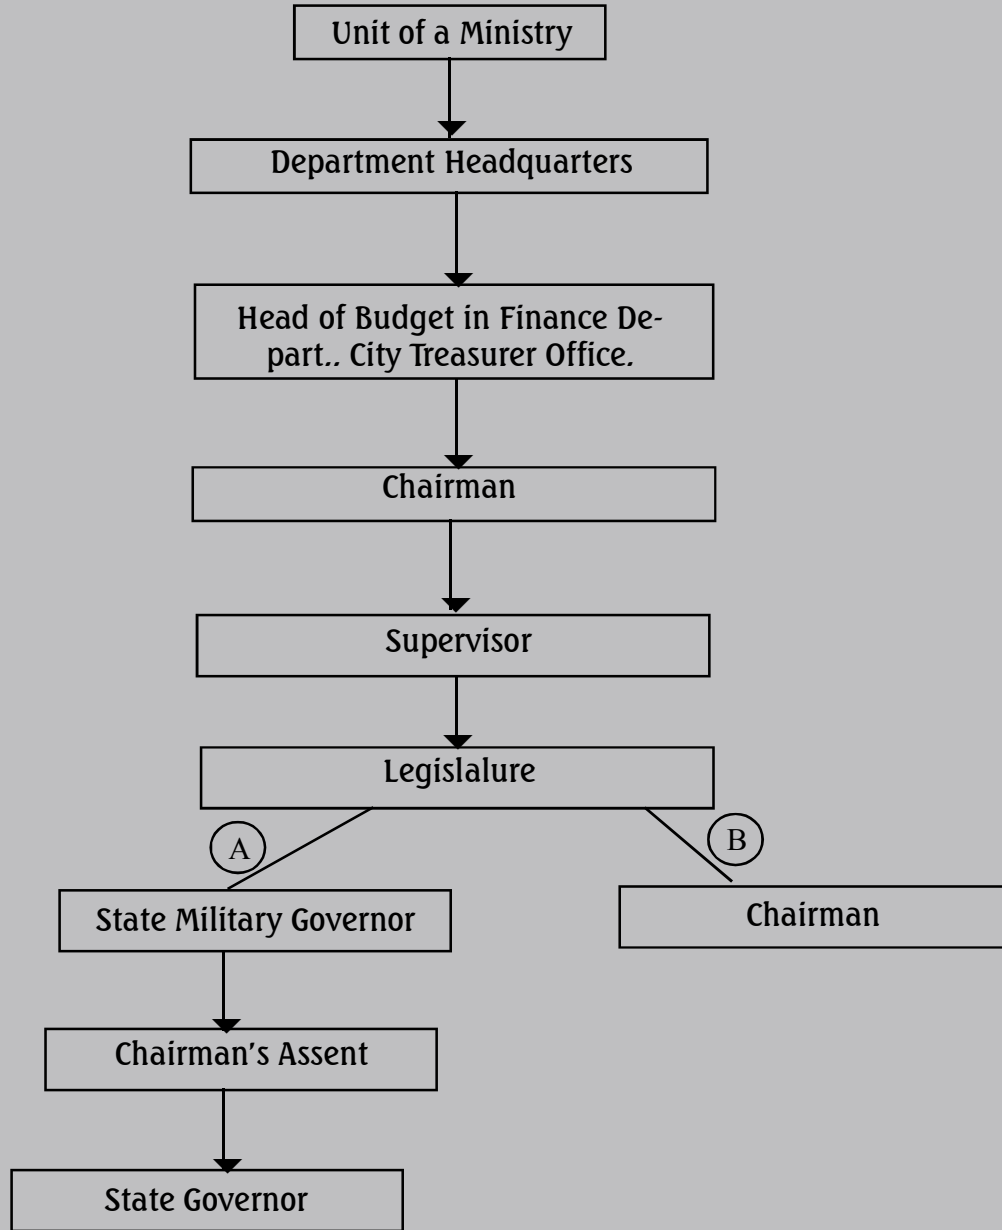 Unit of a Ministry
Department Headquarters
Head of Budget in Finance De-
part.. City Treasurer Office.
Chairman
Supervisor
Legislalure
A
B
State Military Governor
Chairman
Chairman's Assent
State Governor